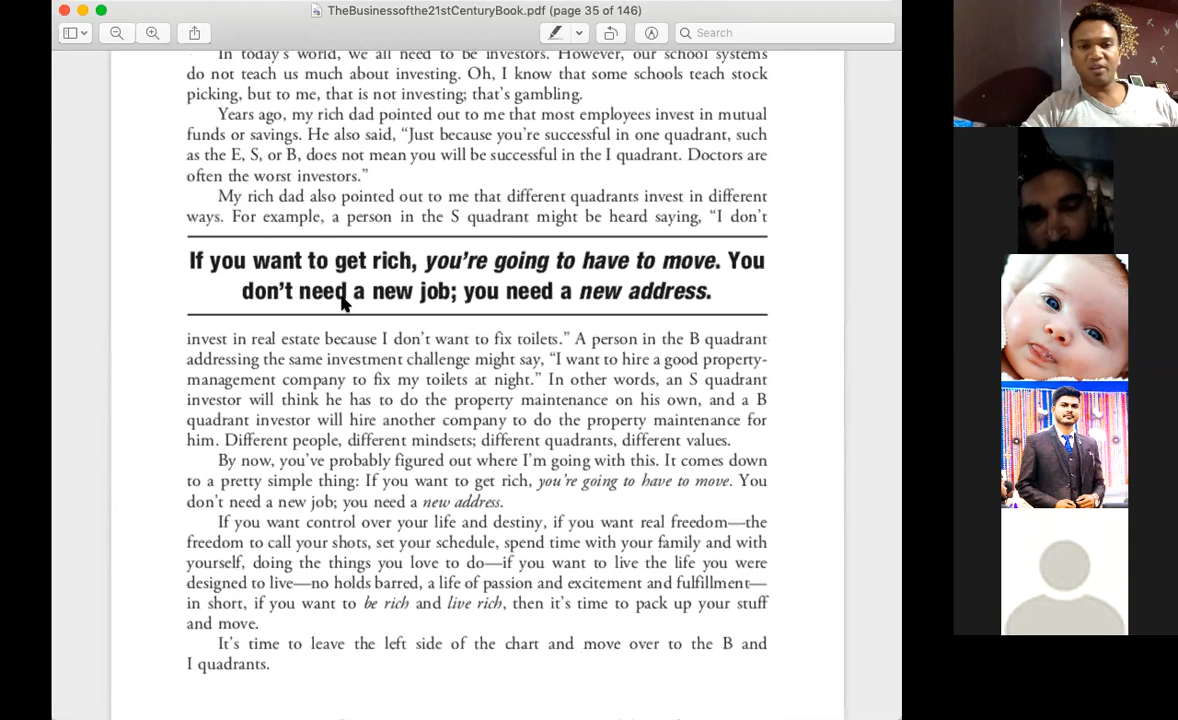 TheBusinessofthe21stCenturyBook.pdf (page 35 of 146)
Search
In today's world, we all need to be investors. However, our school systems
do not teach us much about investing. Oh, I know that some schools teach stock
picking, but to me, that is not investing; that's gambling.
Years ago, my rich dad pointed out to me that most employees invest in mutual
funds or savings. He also said, “Just because you're successful in one quadrant, such
as the E, S, or B, does not mean you will be successful in the I quadrant. Doctors are
often the worst investors.”
My rich dad also pointed out to me that different quadrants invest in different
ways. For example, a person in the S quadrant might be heard saying, “I don't
If you want to get rich, you're going to have to move. You
don't need a new job; you need a new address.
invest in real estate because I don't want to fix toilets.” A person in the B quadrant
addressing the same investment challenge might say, “I want to hire a good property-
management company to fix my toilets at night.” In other words, an S quadrant
investor will think he has to do the property maintenance on his own, and a B
quadrant investor will hire another company to do the property maintenance for
him. Different people, different mindsets; different quadrants, different values.
By now, you've probably figured out where I'm going with this. It comes down
to a pretty simple thing: If you want to get rich, you're going to have to move. You
don't need a new job; you need a new address.
If you want control over your life and destiny, if you want real freedom—the
freedom to call your shots, set your schedule, spend time with your family and with
yourself, doing the things you love to do—if you want to live the life you were
designed to live—no holds barred, a life of passion and excitement and fulfillment—
in short, if you want to be rich and live rich, then it's time to pack up your stuff
and move.
It's time to leave the left side of the chart and move over to the B and
I quadrants.